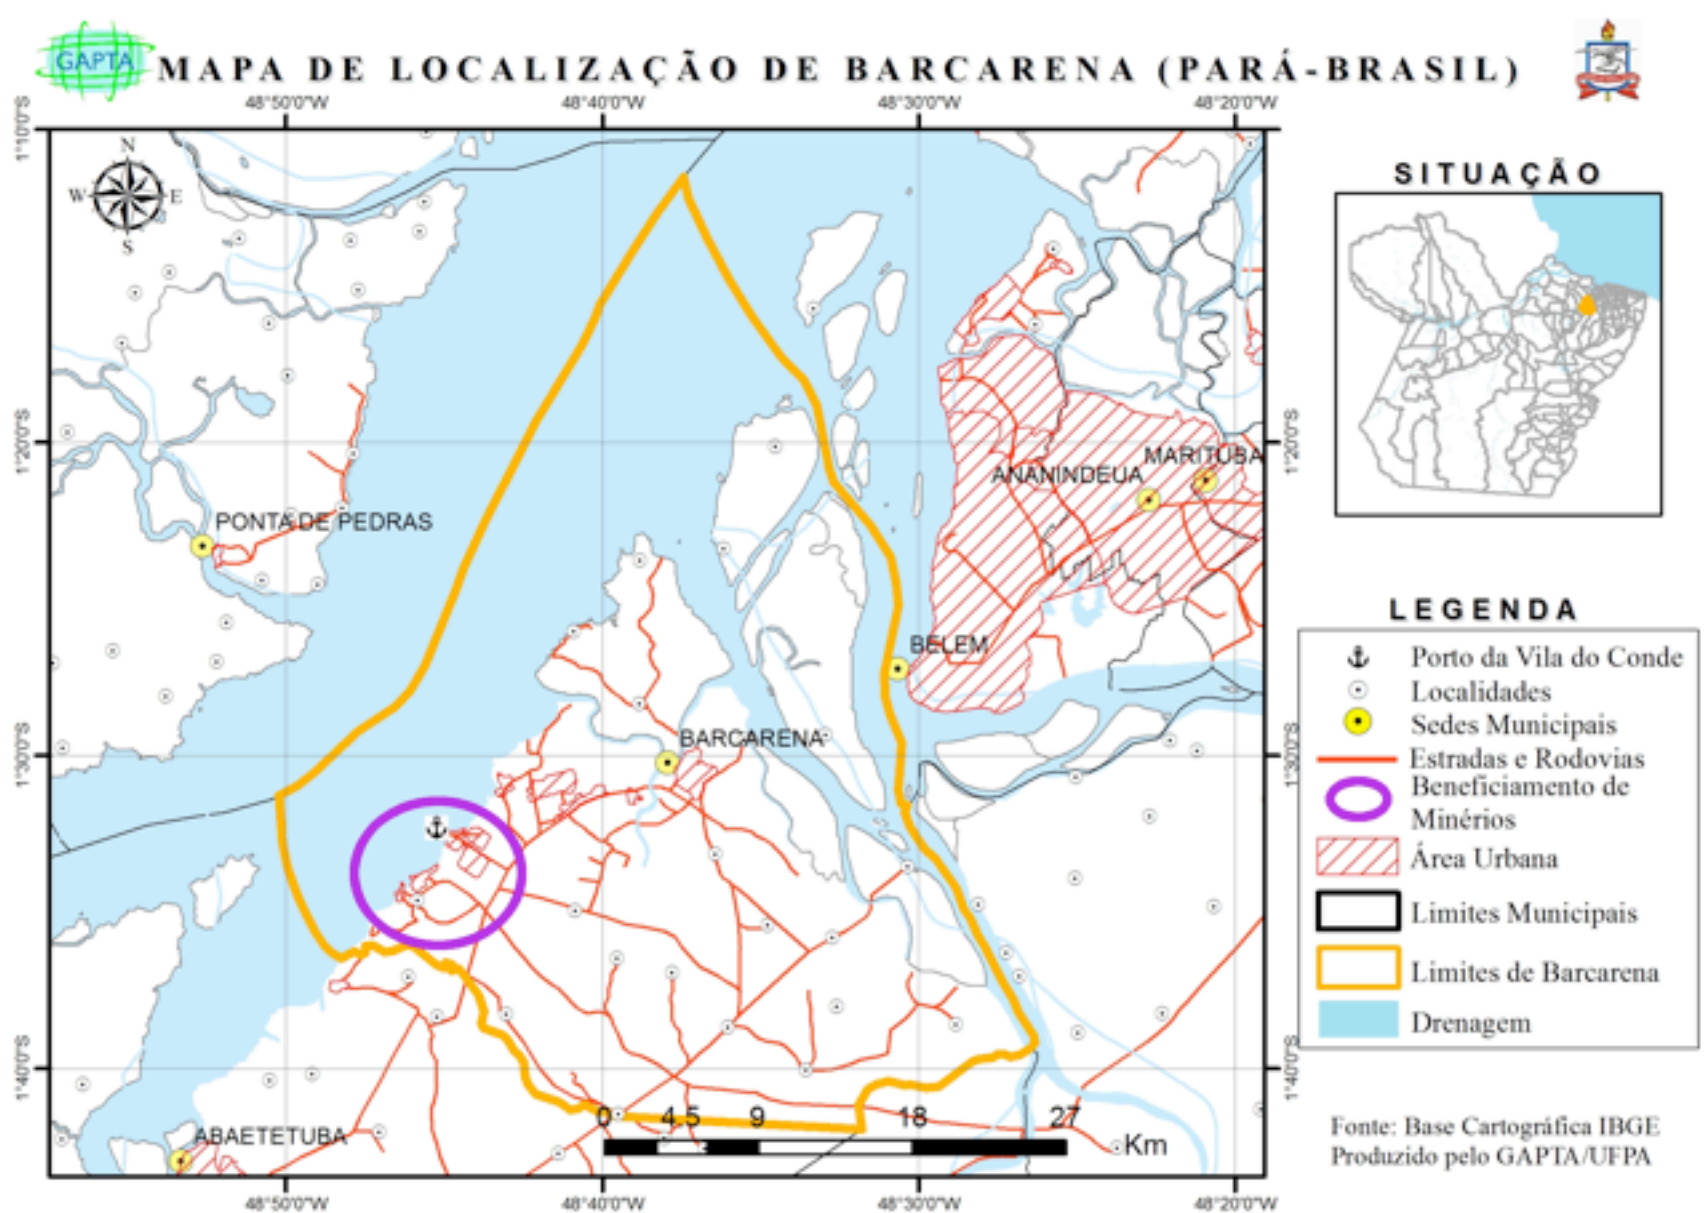 GAPTA
MAPA DE LOCALIZAÇÃO DE BARCARENA (PARÁ-BRASIL)
48°50'0"W 48°40'0"W 48°30'0"W 48°20'0"W
1°10'0"S
N
W E
S
SITUAÇÃO
1°20'0"S 1°20'0"S
MARITUBA
ANANINDEUA
PONTA DE PEDRAS
BELEM
BARCARENA
1°30'0"S 1°30'0"S
LEGENDA
Porto da Vila do Conde
Localidades
Sedes Municipais
Estradas e Rodovias
Beneficiamento de
Minérios
Área Urbana
Limites Municipais
Limites de Barcarena
Drenagem
1°40'0"S 1°40'0"S
ABAETETUBA
0 4,5 9 18 27
Km
Fonte: Base Cartográfica IBGE
Produzido pelo GAPTA/UFPA
48°50'0"W 48°40'0"W 48°30'0"W 48°20'0"W